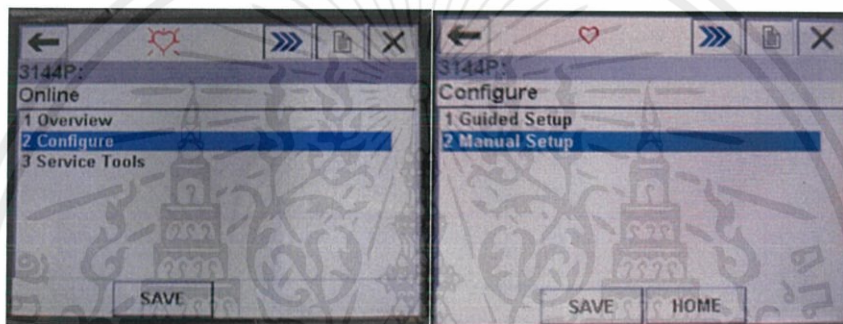 3144P:
Online
1 Overview
2 Configure
3 Service Tools
SAVE
3144P:
Configure
1 Guided Setup
2 Manual Setup
SAVE
HOME